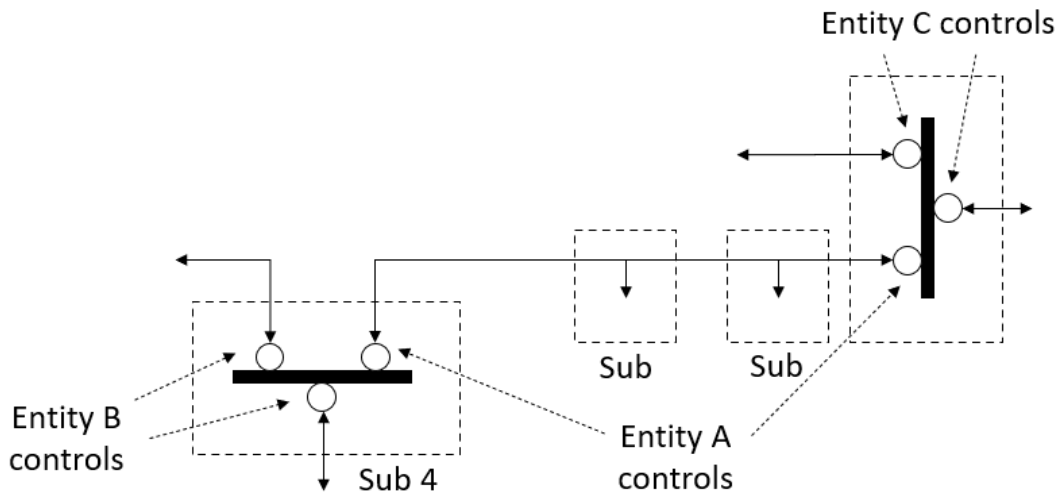 Entity C controls
Sub
Sub
Entity B
controls
Entity A
controls
Sub 4